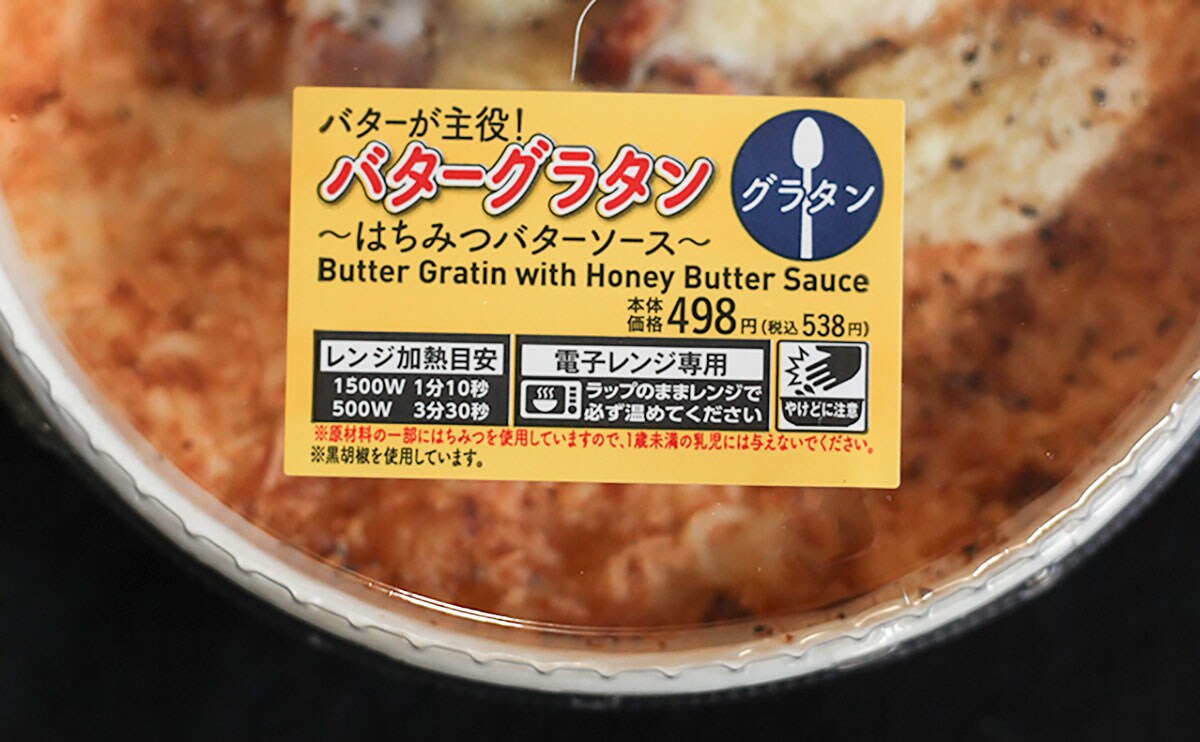 バターが主役!
バターグラタン
グラタン
〜はちみつバターソース〜
Butter Gratin with Honey Butter Sauce
本体価格 498円(税込538円)
レンジ加熱目安
1500W 1分10秒
500W 3分30秒
電子レンジ専用
ラップのままレンジで
必ず温めてください
やけどに注意
※原材料の一部にはちみつを使用していますので、1歳未満の乳児には与えないでください。
※黒胡椒を使用しています。